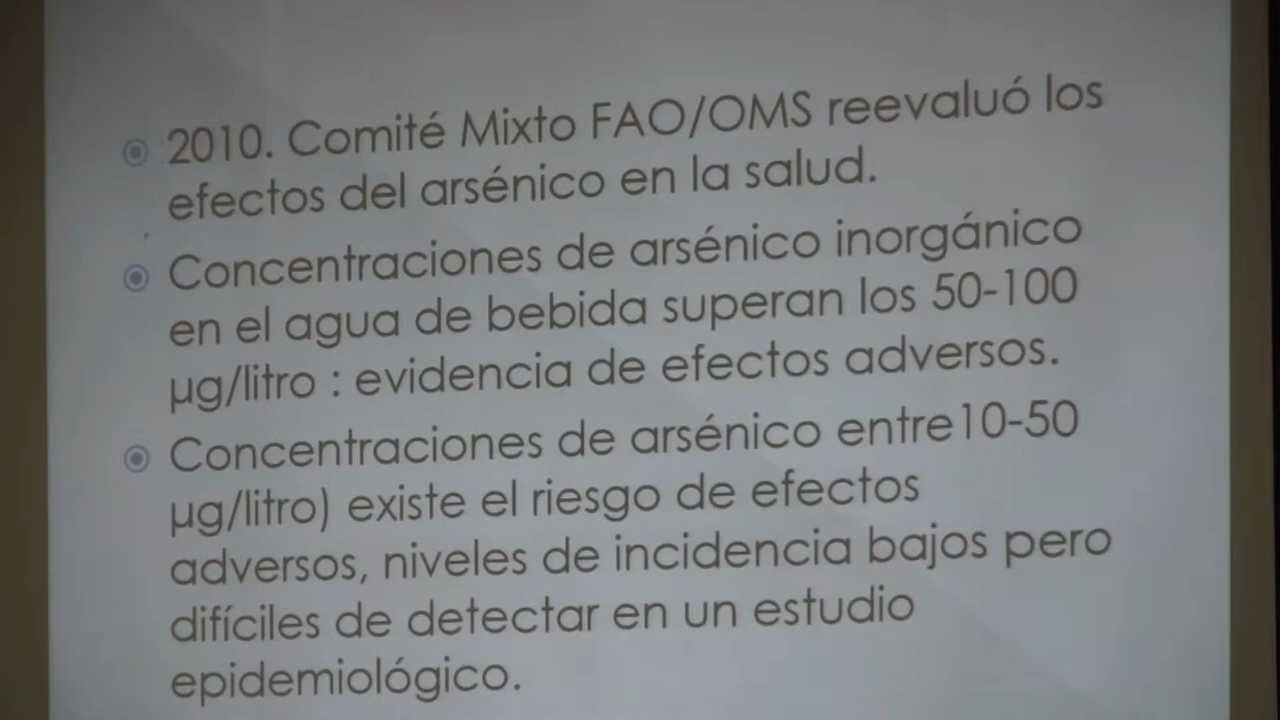 2010. Comité Mixto FAO/OMS reevaluó los
efectos del arsénico en la salud.
Concentraciones de arsénico inorgánico
en el agua de bebida superan los 50-100
µg/litro : evidencia de efectos adversos.
Concentraciones de arsénico entre10-50
µg/litro) existe el riesgo de efectos
adversos, niveles de incidencia bajos pero
difíciles de detectar en un estudio
epidemiológico.